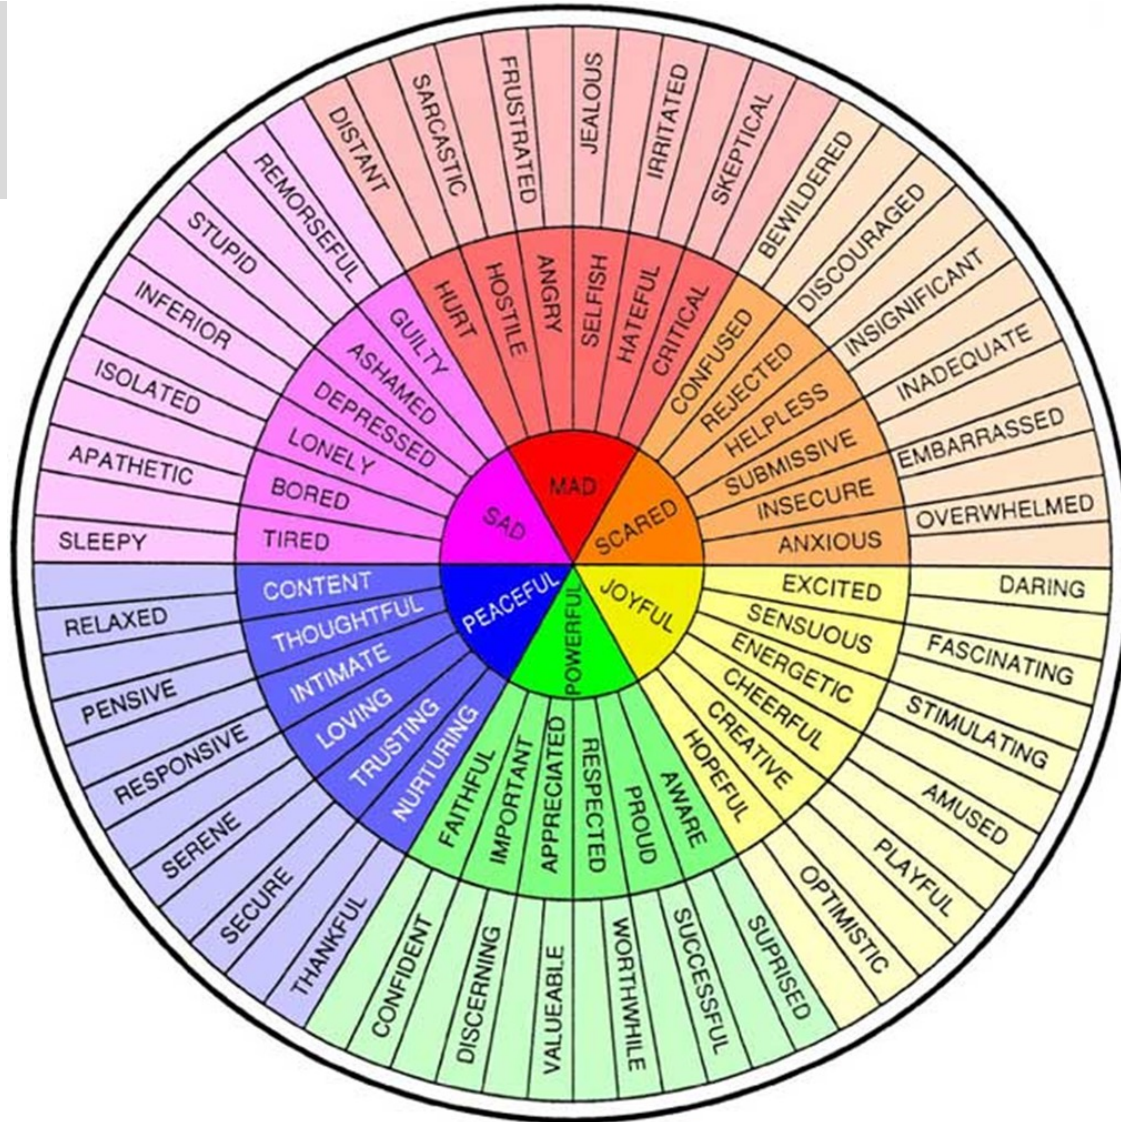 MAD
SCARED
JOYFUL
POWERFUL
PEACEFUL
SAD
HURT
HOSTILE
ANGRY
SELFISH
HATEFUL
CRITICAL
CONFUSED
REJECTED
HELPLESS
SUBMISSIVE
INSECURE
ANXIOUS
EXCITED
SENSUOUS
ENERGETIC
CHEERFUL
CREATIVE
HOPEFUL
AWARE
PROUD
RESPECTED
APPRECIATED
IMPORTANT
FAITHFUL
NURTURING
TRUSTING
LOVING
INTIMATE
THOUGHTFUL
CONTENT
TIRED
BORED
LONELY
DEPRESSED
ASHAMED
GUILTY
DISTANT
SARCASTIC
FRUSTRATED
JEALOUS
IRRITATED
SKEPTICAL
BEWILDERED
DISCOURAGED
INSIGNIFICANT
INADEQUATE
EMBARRASSED
OVERWHELMED
DARING
FASCINATING
STIMULATING
AMUSED
PLAYFUL
OPTIMISTIC
SUPRISED
SUCCESSFUL
WORTHWHILE
VALUEABLE
DISCERNING
CONFIDENT
THANKFUL
SECURE
SERENE
RESPONSIVE
PENSIVE
RELAXED
SLEEPY
APATHETIC
ISOLATED
INFERIOR
STUPID
REMORSEFUL